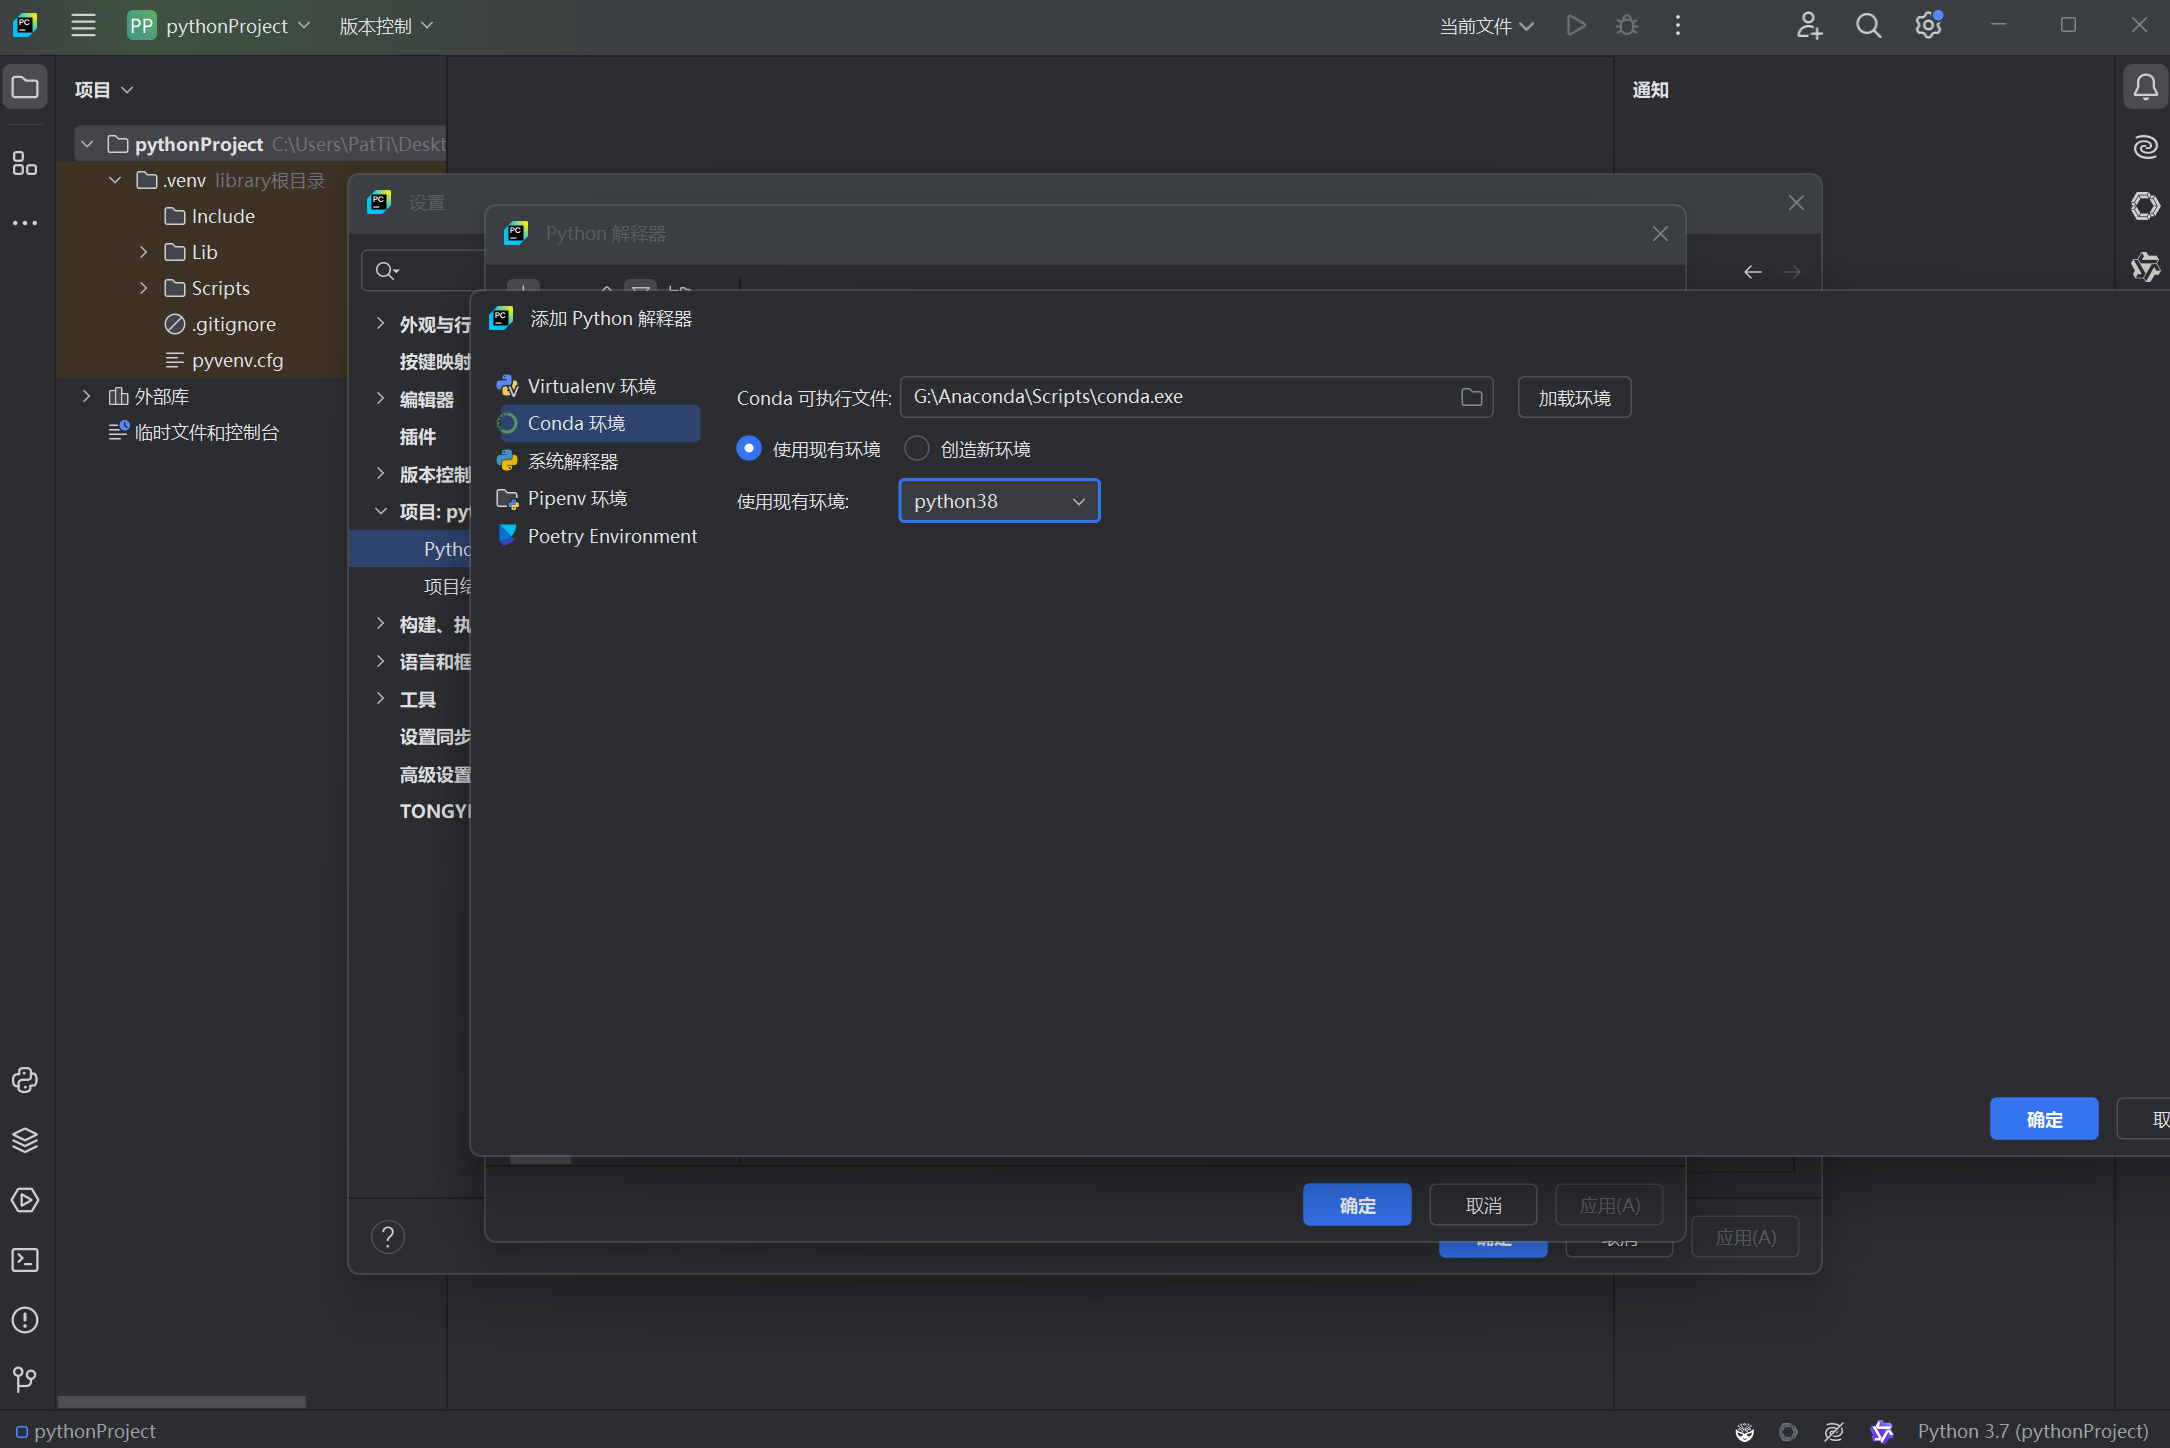 PP pythonProject 版本控制 当前文件
项目
通知
pythonProject C:\Users\PatTi\Deskt
.venv library根目录
Include
Lib
Scripts
.gitignore
pyvenv.cfg
外部库
临时文件和控制台
设置
外观与行
按键映射
编辑器
插件
版本控制
项目: py
Pytho
项目结
构建、执
语言和框
工具
设置同步
高级设置
TONGYI
Python 解释器
添加 Python 解释器
Virtualenv 环境
Conda 环境
系统解释器
Pipenv 环境
Poetry Environment
Conda 可执行文件: G:\Anaconda\Scripts\conda.exe 加载环境
使用现有环境 创造新环境
使用现有环境: python38
确定 取
确定 取消 应用(A)
? 确定 取消 应用(A)
pythonProject Python 3.7 (pythonProject)